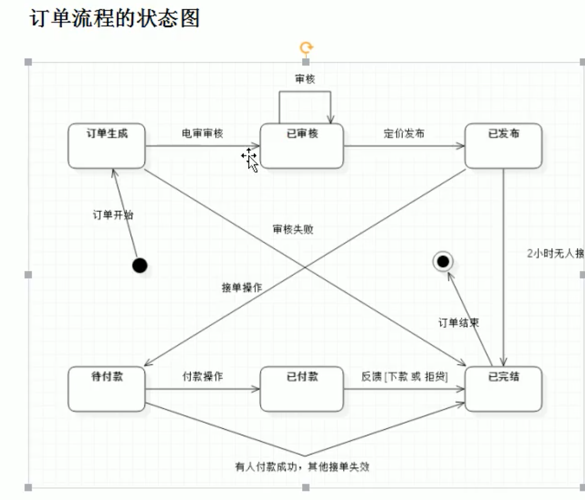 订单流程的状态图
审核
订单生成
电审审核
已审核
定价发布
已发布
订单开始
审核失败
2小时无人接
接单操作
订单结束
待付款
付款操作
已付款
反馈 [下款 或 拒贷]
已完结
有人付款成功，其他接单失效